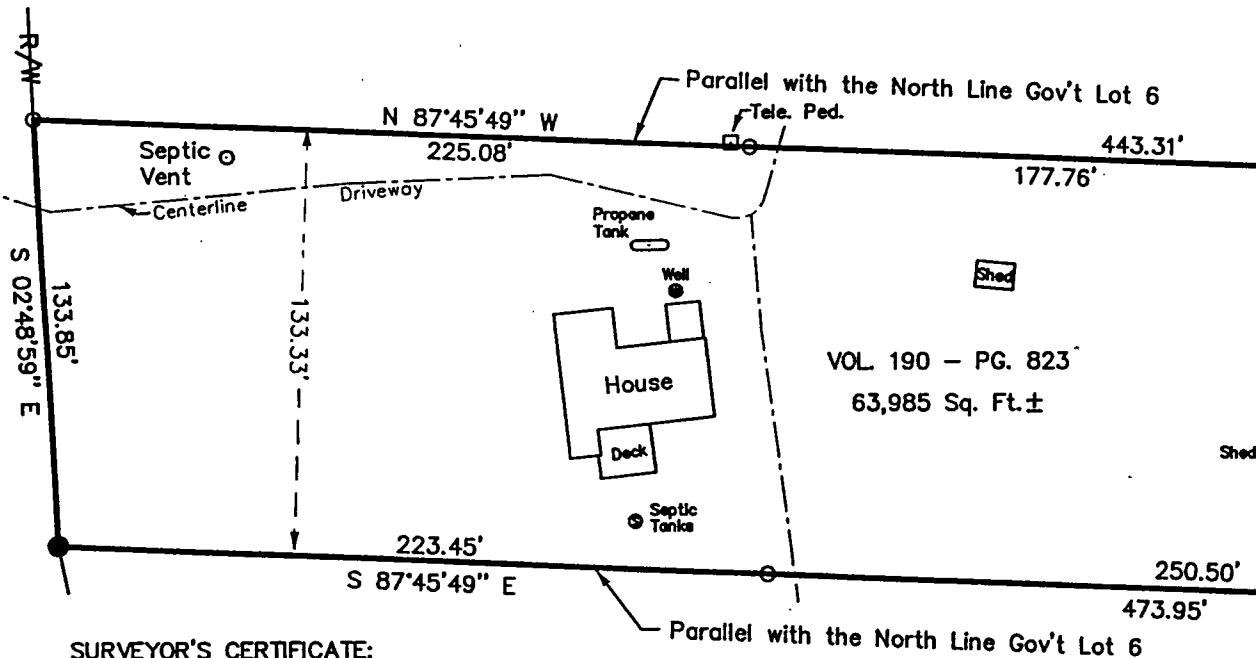 R/W
Parallel with the North Line Gov't Lot 6
Tele. Ped.
N 87°45'49" W
443.31'
225.08'
177.76'
Septic
Vent
Centerline
Driveway
Propane
Tank
Well
Shed
S 02°48'59" E
133.85'
133.33'
House
VOL. 190 – PG. 823
63,985 Sq. Ft.±
Deck
Shed
Septic
Tanks
223.45'
S 87°45'49" E
250.50'
473.95'
Parallel with the North Line Gov't Lot 6
SURVEYOR'S CERTIFICATE: